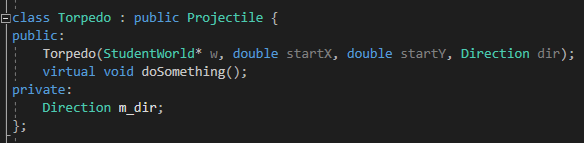 class Torpedo : public Projectile {
public:
    Torpedo(StudentWorld* w, double startX, double startY, Direction dir);
    virtual void doSomething();
private:
    Direction m_dir;
};